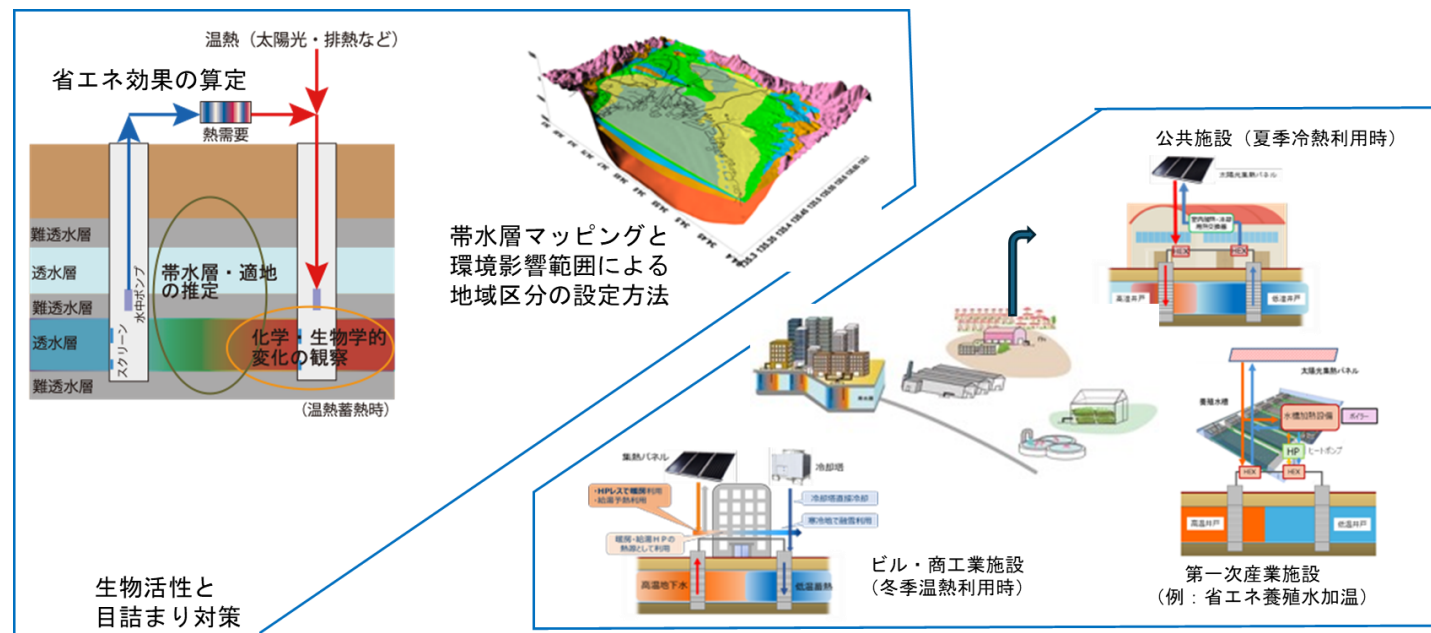 温熱（太陽光・排熱など）
省エネ効果の算定
熱需要
難透水層
透水層
難透水層
透水層
難透水層
水中ポンプ
スクリーン
帯水層・適地
の推定
化学・生物学的
変化の観察
（温熱蓄熱時）
生物活性と
目詰まり対策
帯水層マッピングと
環境影響範囲による
地域区分の設定方法
公共施設（夏季冷熱利用時）
太陽光集熱パネル
HEX
HEX
高温井戸
低温井戸
帯水層
集熱パネル
冷却塔
・HPレスで暖房利用
・給湯予熱利用
暖房・給湯HPの
熱源として利用
冷却塔直接冷却
寒冷地で融雪利用
高温地下水
低温蓄熱
ビル・商工業施設
（冬季温熱利用時）
太陽光集熱パネル
養殖水槽
水槽加熱設備
ボイラー
HP
ヒートポンプ
HEX
HEX
高温井戸
低温井戸
第一次産業施設
（例：省エネ養殖水加温）